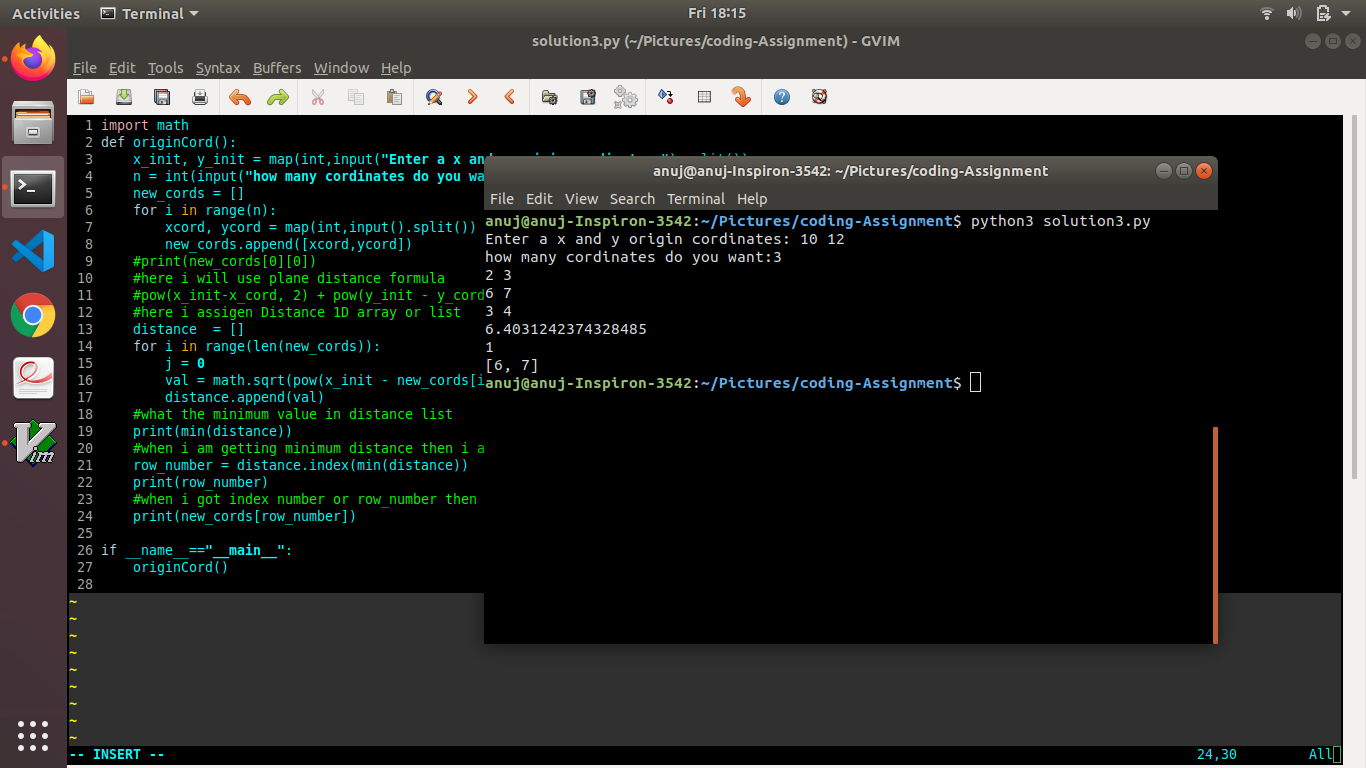 Activities Terminal Fri 18:15
solution3.py (~/Pictures/coding-Assignment) - GVIM
File Edit Tools Syntax Buffers Window Help
1 import math
2 def originCord():
3 x_init, y_init = map(int,input("Enter a x an
4 n = int(input("how many cordinates do you wa
5 new_cords = []
6 for i in range(n):
7 xcord, ycord = map(int,input().split())
8 new_cords.append([xcord,ycord])
9 #print(new_cords[0][0])
10 #here i will use plane distance formula
11 #pow(x_init-x_cord, 2) + pow(y_init - y_cord
12 #here i assigen Distance 1D array or list
13 distance  = []
14 for i in range(len(new_cords)):
15 j = 0
16 val = math.sqrt(pow(x_init - new_cords[i
17 distance.append(val)
18 #what the minimum value in distance list
19 print(min(distance))
20 #when i am getting minimum distance then i a
21 row_number = distance.index(min(distance))
22 print(row_number)
23 #when i got index number or row_number then
24 print(new_cords[row_number])
25
26 if __name__=="__main__":
27 originCord()
28
~
~
~
~
~
~
~
~
~
-- INSERT -- 24,30 All
anuj@anuj-Inspiron-3542: ~/Pictures/coding-Assignment
File Edit View Search Terminal Help
anuj@anuj-Inspiron-3542:~/Pictures/coding-Assignment$ python3 solution3.py
Enter a x and y origin cordinates: 10 12
how many cordinates do you want:3
2 3
6 7
3 4
6.4031242374328485
1
[6, 7]
anuj@anuj-Inspiron-3542:~/Pictures/coding-Assignment$
Vim